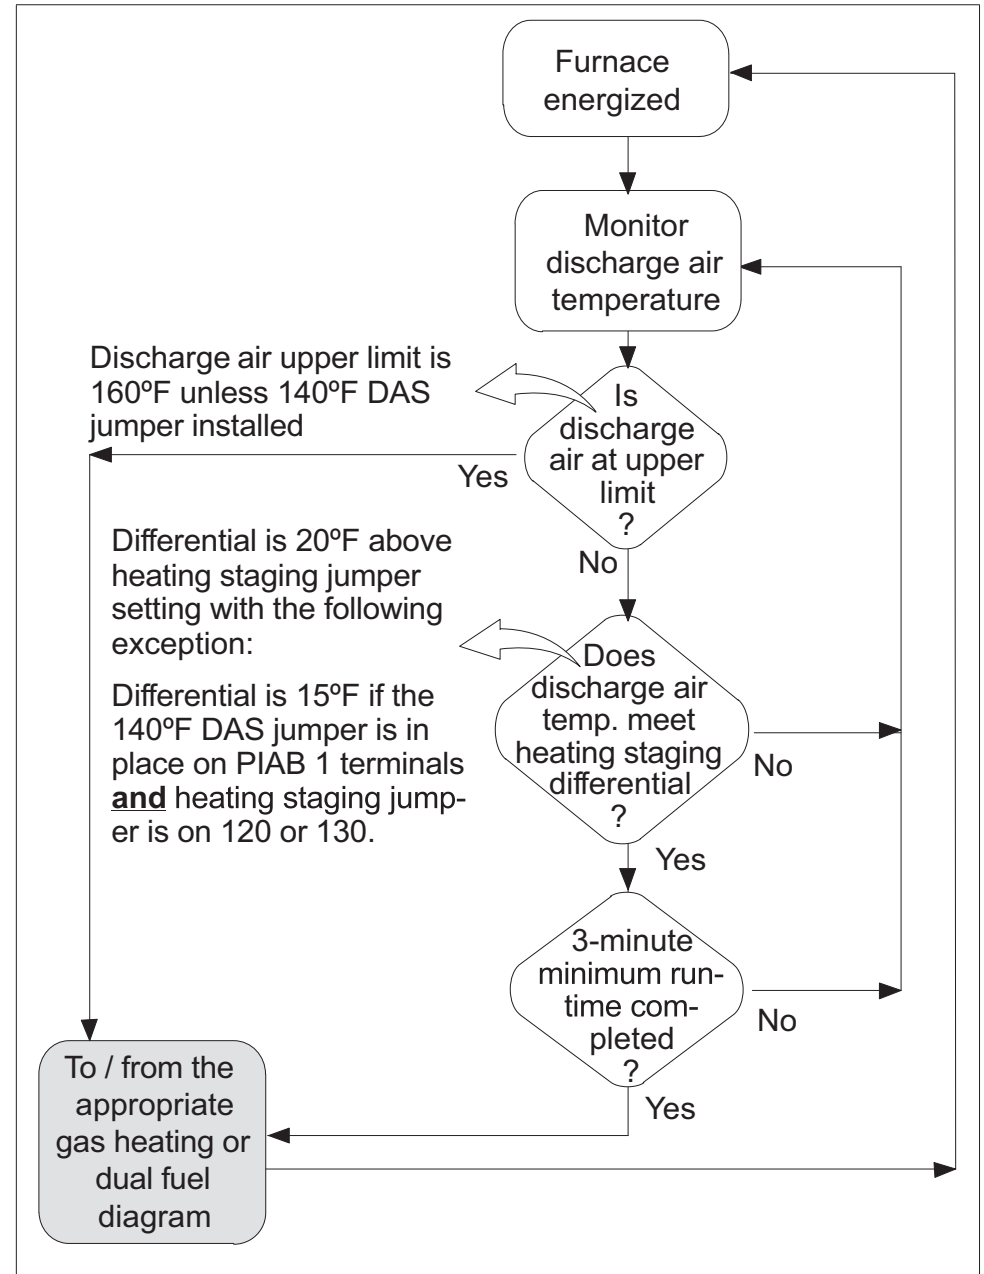 Furnace
energized
Monitor
discharge air
temperature
Discharge air upper limit is
160ºF unless 140ºF DAS
jumper installed
Is
discharge
air at upper
limit
?
Yes
No
Differential is 20ºF above
heating staging jumper
setting with the following
exception:
Differential is 15ºF if the
140ºF DAS jumper is in
place on PIAB 1 terminals
and heating staging jump-
er is on 120 or 130.
Does
discharge air
temp. meet
heating staging
differential
?
No
Yes
3-minute
minimum run-
time com-
pleted
?
No
Yes
To / from the
appropriate
gas heating or
dual fuel
diagram